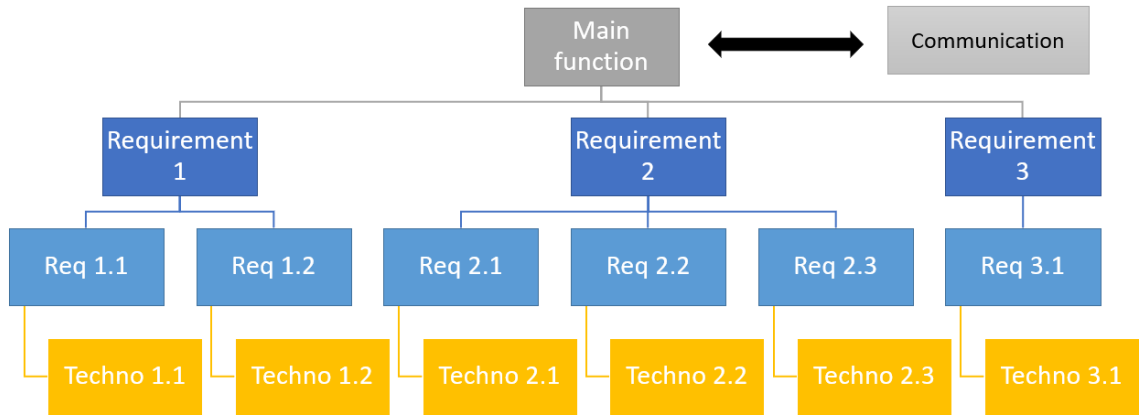 Main
function
Communication
Requirement
1
Requirement
2
Requirement
3
Req 1.1
Req 1.2
Req 2.1
Req 2.2
Req 2.3
Req 3.1
Techno 1.1
Techno 1.2
Techno 2.1
Techno 2.2
Techno 2.3
Techno 3.1